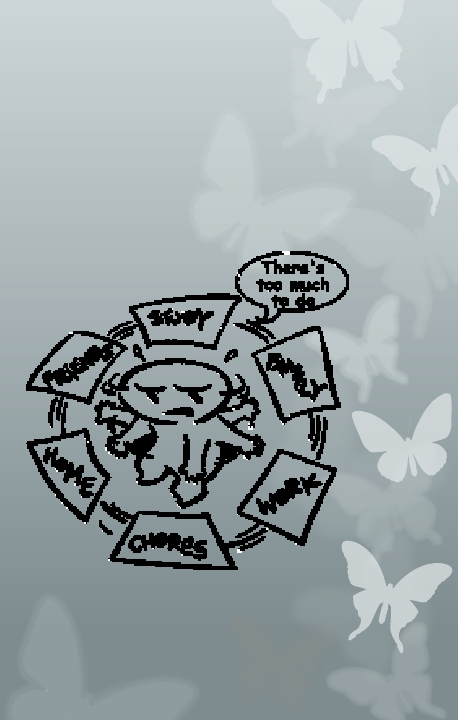 There's
too much
to do
STUDY
FRIENDS
FAMILY
HOME
WORK
CHORES